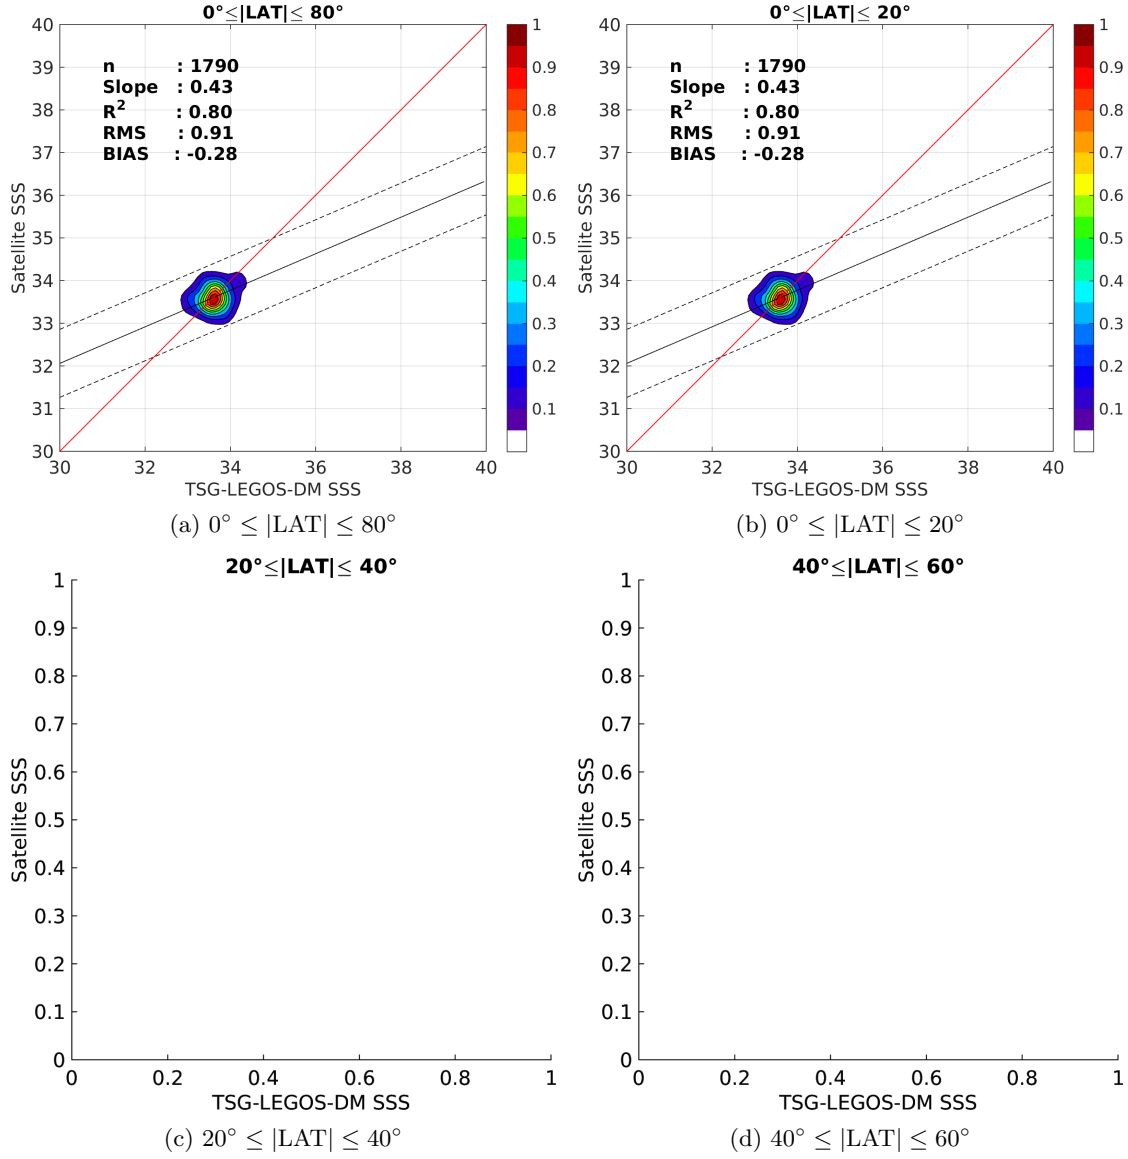 0°≤|LAT|≤ 80°
n : 1790
Slope : 0.43
R² : 0.80
RMS : 0.91
BIAS : -0.28
40
39
38
37
36
35
34
33
32
31
30
Satellite SSS
30 32 34 36 38 40
TSG-LEGOS-DM SSS
1
0.9
0.8
0.7
0.6
0.5
0.4
0.3
0.2
0.1
(a) 0° ≤ |LAT| ≤ 80°
0°≤|LAT|≤ 20°
n : 1790
Slope : 0.43
R² : 0.80
RMS : 0.91
BIAS : -0.28
40
39
38
37
36
35
34
33
32
31
30
Satellite SSS
30 32 34 36 38 40
TSG-LEGOS-DM SSS
1
0.9
0.8
0.7
0.6
0.5
0.4
0.3
0.2
0.1
(b) 0° ≤ |LAT| ≤ 20°
20°≤|LAT|≤ 40°
1
0.9
0.8
0.7
0.6
0.5
0.4
0.3
0.2
0.1
0
Satellite SSS
0 0.2 0.4 0.6 0.8 1
TSG-LEGOS-DM SSS
(c) 20° ≤ |LAT| ≤ 40°
40°≤|LAT|≤ 60°
1
0.9
0.8
0.7
0.6
0.5
0.4
0.3
0.2
0.1
0
Satellite SSS
0 0.2 0.4 0.6 0.8 1
TSG-LEGOS-DM SSS
(d) 40° ≤ |LAT| ≤ 60°